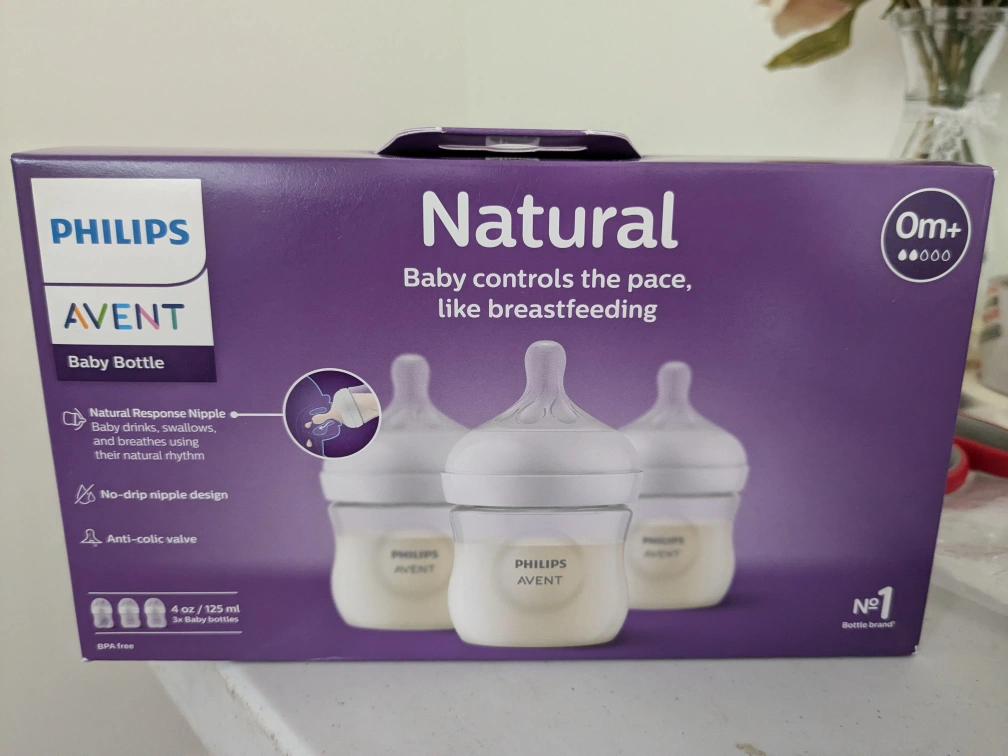 PHILIPS
AVENT
Baby Bottle
Natural
Baby controls the pace,
like breastfeeding
0m+
Natural Response Nipple
Baby drinks, swallows,
and breathes using
their natural rhythm
No-drip nipple design
Anti-colic valve
4 oz / 125 ml
3x Baby bottles
BPA free
PHILIPS
AVENT
PHILIPS
AVENT
PHILIPS
AVENT
Nº1
Bottle brand*